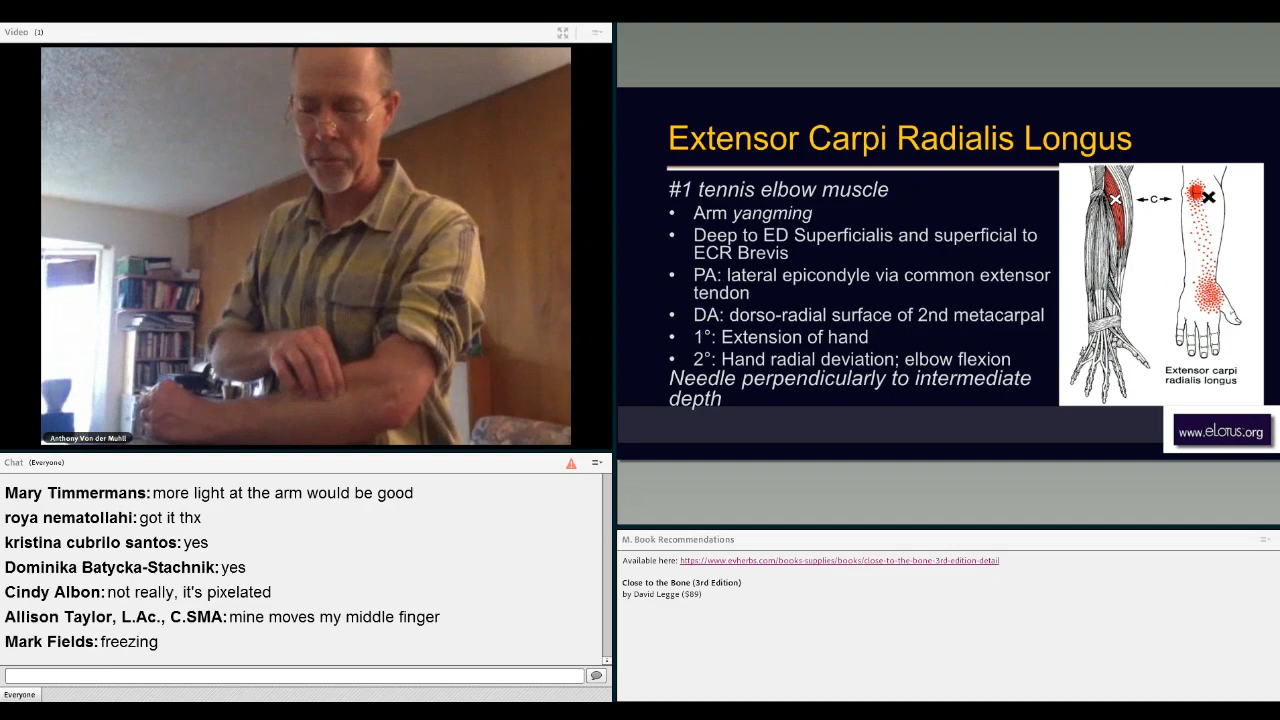 Video (1)
Anthony Von der Muhll
Chat (Everyone)
Mary Timmermans: more light at the arm would be good
roya nematollahi: got it thx
kristina cubrilo santos: yes
Dominika Batycka-Stachnik: yes
Cindy Albon: not really, it's pixelated
Allison Taylor, L.Ac., C.SMA: mine moves my middle finger
Mark Fields: freezing
Everyone
Extensor Carpi Radialis Longus
#1 tennis elbow muscle
• Arm yangming
• Deep to ED Superficialis and superficial to
ECR Brevis
• PA: lateral epicondyle via common extensor
tendon
• DA: dorso-radial surface of 2nd metacarpal
• 1°: Extension of hand
• 2°: Hand radial deviation; elbow flexion
Needle perpendicularly to intermediate
depth
C
Extensor carpi
radialis longus
www.eLotus.org
M. Book Recommendations
Available here: https://www.evherbs.com/books-supplies/books/close-to-the-bone-3rd-edition-detail
Close to the Bone (3rd Edition)
by David Legge ($89)